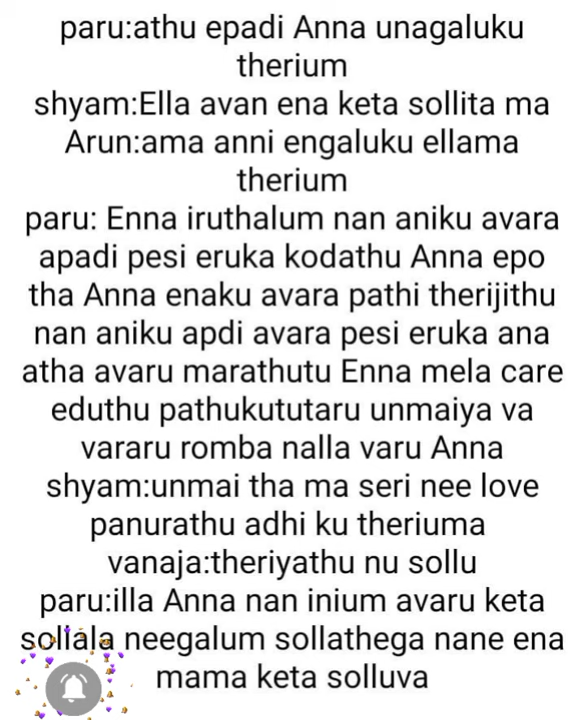 paru:athu epadi Anna unagaluku
therium
shyam:Ella avan ena keta sollita ma
Arun:ama anni engaluku ellama
therium
paru: Enna iruthalum nan aniku avara
apadi pesi eruka kodathu Anna epo
tha Anna enaku avara pathi therijithu
nan aniku apdi avara pesi eruka ana
atha avaru marathutu Enna mela care
eduthu pathukututaru unmaiya va
vararu romba nalla varu Anna
shyam:unmai tha ma seri nee love
panurathu adhi ku theriuma
vanaja:theriyathu nu sollu
paru:illa Anna nan inium avaru keta
sollala neegalum sollathega nane ena
mama keta solluva